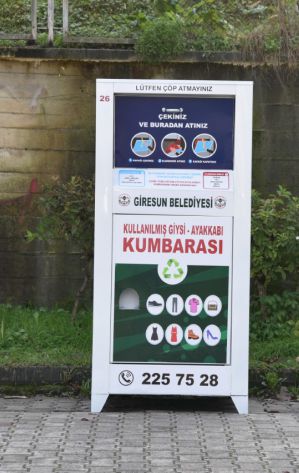 LÜTFEN ÇÖP ATMAYINIZ
26
ÇEKİNİZ
VE BURADAN ATINIZ
GİRESUN BELEDİYESİ
KULLANILMIŞ GİYSİ - AYAKKABI
KUMBARASI
225 75 28